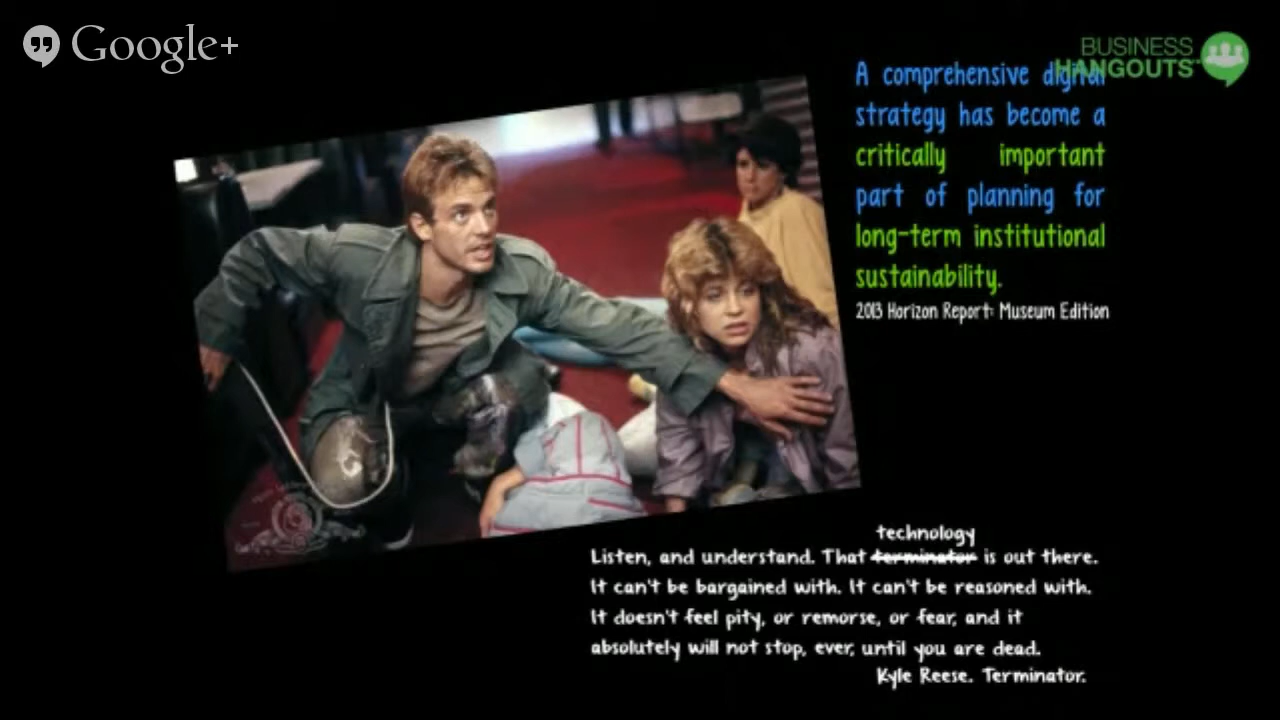 Google+
BUSINESS
HANGOUTS
A comprehensive digital
strategy has become a
critically important
part of planning for
long-term institutional
sustainability.
2013 Horizon Report: Museum Edition
technology
Listen, and understand. That terminator is out there.
It can't be bargained with. It can't be reasoned with.
It doesn't feel pity, or remorse, or fear, and it
absolutely will not stop, ever, until you are dead.
Kyle Reese. Terminator.